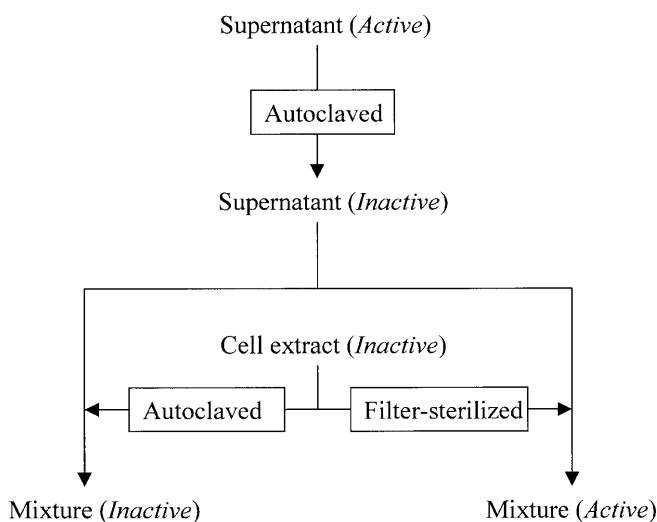 Supernatant (Active)
Autoclaved
Supernatant (Inactive)
Cell extract (Inactive)
Autoclaved
Filter-sterilized
Mixture (Inactive)
Mixture (Active)